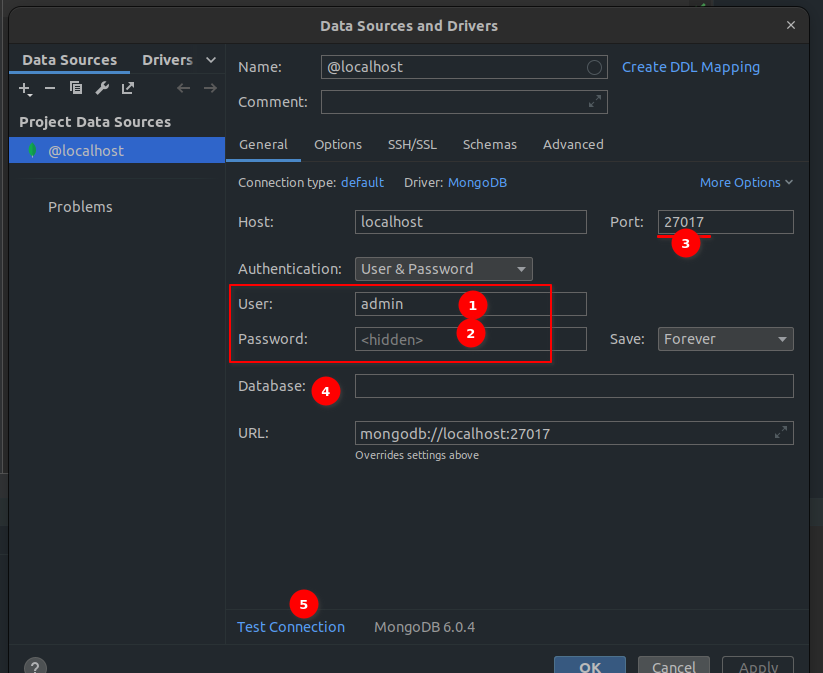 Data Sources and Drivers
Data Sources Drivers
Project Data Sources
@localhost
Problems
Name: @localhost Create DDL Mapping
Comment:
General Options SSH/SSL Schemas Advanced
Connection type: default Driver: MongoDB More Options
Host: localhost Port: 27017
3
Authentication: User & Password
User: admin 1
Password: <hidden> 2 Save: Forever
Database: 4
URL: mongodb://localhost:27017
Overrides settings above
5
Test Connection MongoDB 6.0.4
? OK Cancel Apply